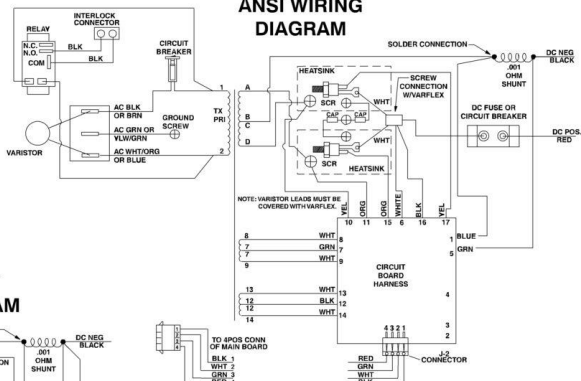 ANSI WIRING
DIAGRAM
INTERLOCK
CONNECTOR
RELAY
N.C.
N.O.
COM
BLK
BLK
CIRCUIT
BREAKER
1
AC BLK
OR BRN
AC GRN OR
YLW/GRN
AC WHT/ORG
OR BLUE
GROUND
SCREW
TX
PRI
2
VARISTOR
A
B
C
D
HEATSINK
SCR
WHT
CAP
CAP
WHT
SCR
HEATSINK
SOLDER CONNECTION
SCREW
CONNECTION
W/VARFLEX
.001
OHM
SHUNT
DC NEG
BLACK
DC FUSE OR
CIRCUIT BREAKER
DC POS.
RED
NOTE: VARISTOR LEADS MUST BE
COVERED WITH VARFLEX.
YEL
ORG
ORG
WHITE
BLK
YEL
10 11 15 6 16 17
8 WHT 8
7 GRN 7
7 WHT 9
9
13 WHT 13
12 BLK 12
12 WHT 14
14
1 BLUE
5 GRN
CIRCUIT
BOARD
HARNESS
4
3
2
4 3 2 1
J-2
CONNECTOR
RED
GRN
WHT
BLK
AM
DC NEG
BLACK
.001
OHM
SHUNT
ON
1
2
3
4
TO 4POS CONN
OF MAIN BOARD
BLK 1
WHT 2
GRN 3